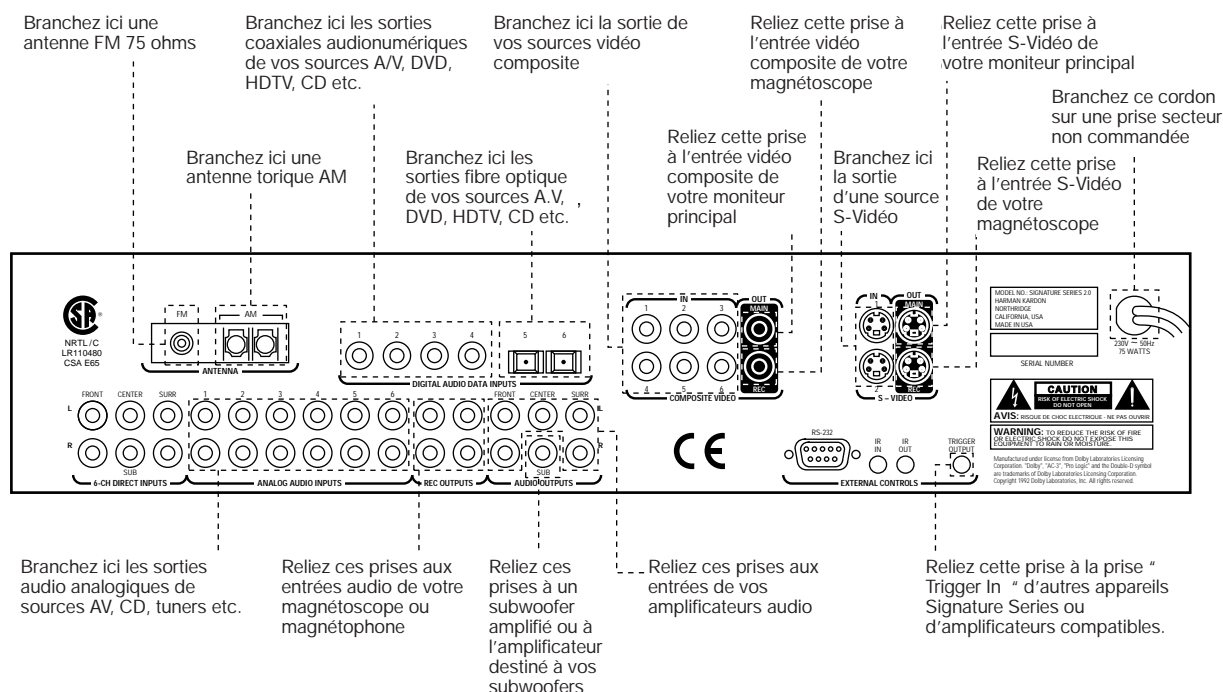 Branchez ici une
antenne FM 75 ohms
Branchez ici les sorties
coaxiales audionumériques
de vos sources A/V, DVD,
HDTV, CD etc.
Branchez ici la sortie de
vos sources vidéo
composite
Reliez cette prise à
l'entrée vidéo
composite de votre
magnétoscope
Reliez cette prise à
l'entrée S-Vidéo de
votre moniteur principal
Branchez ce cordon
sur une prise secteur
non commandée
Branchez ici une
antenne torique AM
Branchez ici les
sorties fibre optique
de vos sources A.V, ,
DVD, HDTV, CD etc.
Reliez cette prise
à l'entrée vidéo
composite de
votre moniteur
principal
Branchez ici
la sortie
d'une source
S-Vidéo
Reliez cette prise
à l'entrée S-Vidéo
de votre
magnétoscope
SA ®
NRTL /C
LR110480
CSA E65
FM AM
ANTENNA
1 2 3 4 5 6
DIGITAL AUDIO DATA INPUTS
IN OUT
1 2 3 MAIN
4 5 6 REC
COMPOSITE VIDEO
IN OUT
1 MAIN
2 REC
S – VIDEO
MODEL NO.: SIGNATURE SERIES 2.0
HARMAN KARDON
NORTHRIDGE
CALIFORNIA, USA
MADE IN USA
SERIAL NUMBER
230V ~ 50Hz
75 WATTS
FRONT CENTER SURR 1 2 3 4 5 6 FRONT CENTER SURR
L L
R R
SUB SUB
6-CH DIRECT INPUTS ANALOG AUDIO INPUTS REC OUTPUTS AUDIO OUTPUTS
CE
RS-232 IR IN IR OUT TRIGGER OUTPUT
EXTERNAL CONTROLS
CAUTION
RISK OF ELECTRIC SHOCK
DO NOT OPEN
AVIS: RISQUE DE CHOC ELECTRIQUE - NE PAS OUVRIR
WARNING: TO REDUCE THE RISK OF FIRE
OR ELECTRIC SHOCK DO NOT EXPOSE THIS
EQUIPMENT TO RAIN OR MOISTURE.
Manufactured under license from Dolby Laboratories Licensing
Corporation. "Dolby", "AC-3", "Pro Logic" and the Double-D symbol
are trademarks of Dolby Laboratories Licensing Corporation.
Copyright 1992 Dolby Laboratories, Inc. All rights reserved.
Branchez ici les sorties
audio analogiques de
sources AV, CD, tuners etc.
Reliez ces prises aux
entrées audio de votre
magnétoscope ou
magnétophone
Reliez ces
prises à un
subwoofer
amplifié ou à
l'amplificateur
destiné à vos
subwoofers
Reliez ces prises aux
entrées de vos
amplificateurs audio
Reliez cette prise à la prise "
Trigger In " d'autres appareils
Signature Series ou
d'amplificateurs compatibles.